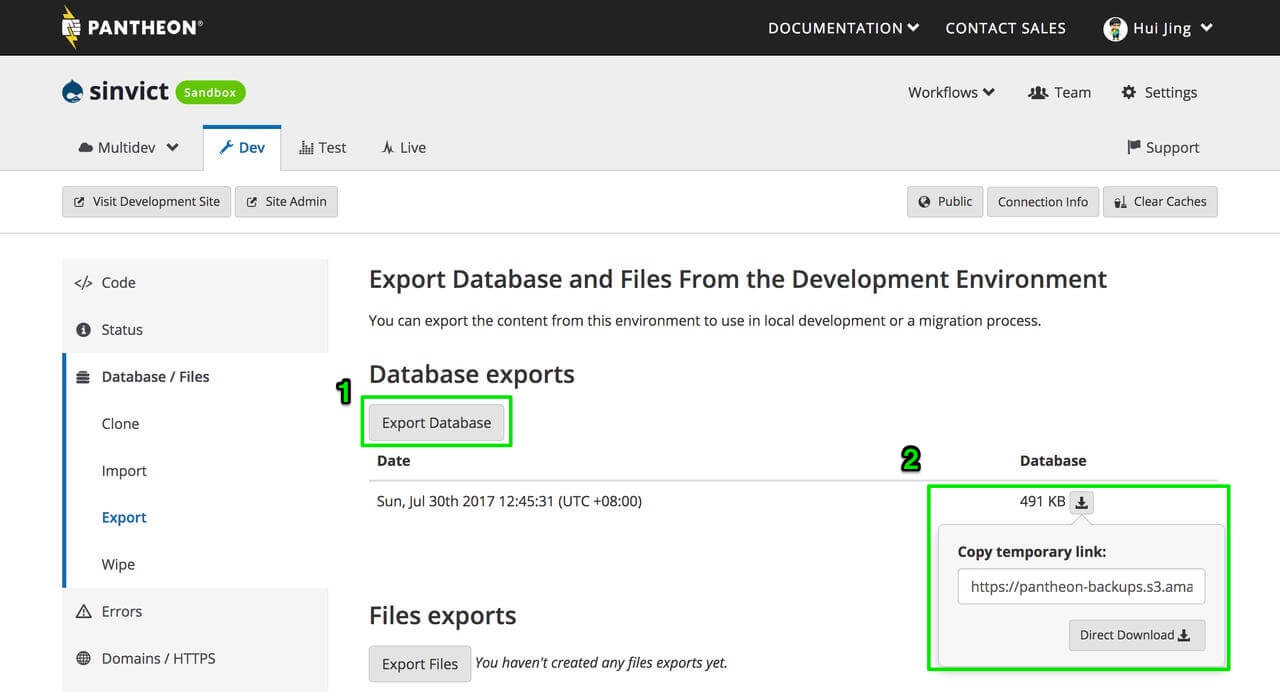 PANTHEON®
DOCUMENTATION
CONTACT SALES
Hui Jing
sinvict
Sandbox
Workflows
Team
Settings
Multidev
Dev
Test
Live
Support
Visit Development Site
Site Admin
Public
Connection Info
Clear Caches
</> Code
Status
Database / Files
Clone
Import
Export
Wipe
Errors
Domains / HTTPS
Export Database and Files From the Development Environment
You can export the content from this environment to use in local development or a migration process.
Database exports
1
Export Database
2
Date
Database
Sun, Jul 30th 2017 12:45:31 (UTC +08:00)
491 KB
Copy temporary link:
https://pantheon-backups.s3.ama
Direct Download
Files exports
Export Files
You haven't created any files exports yet.